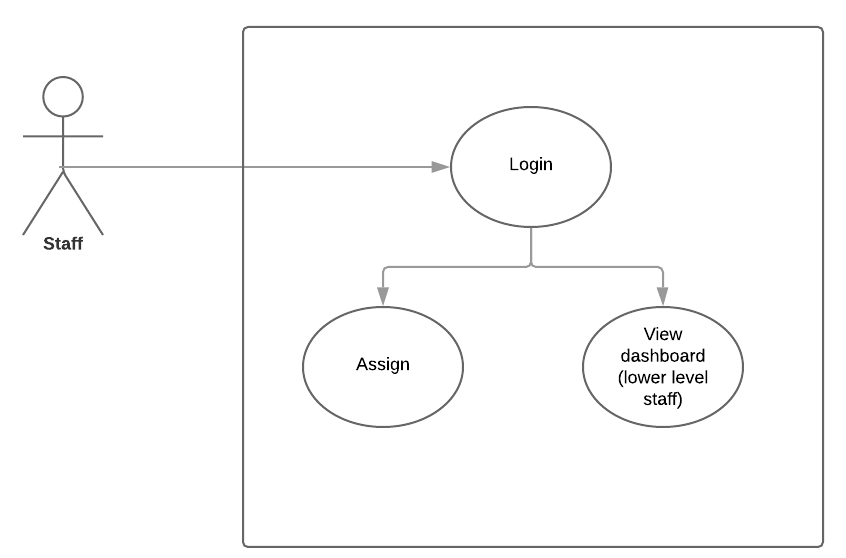 Login
Staff
Assign
View
dashboard
(lower level
staff)